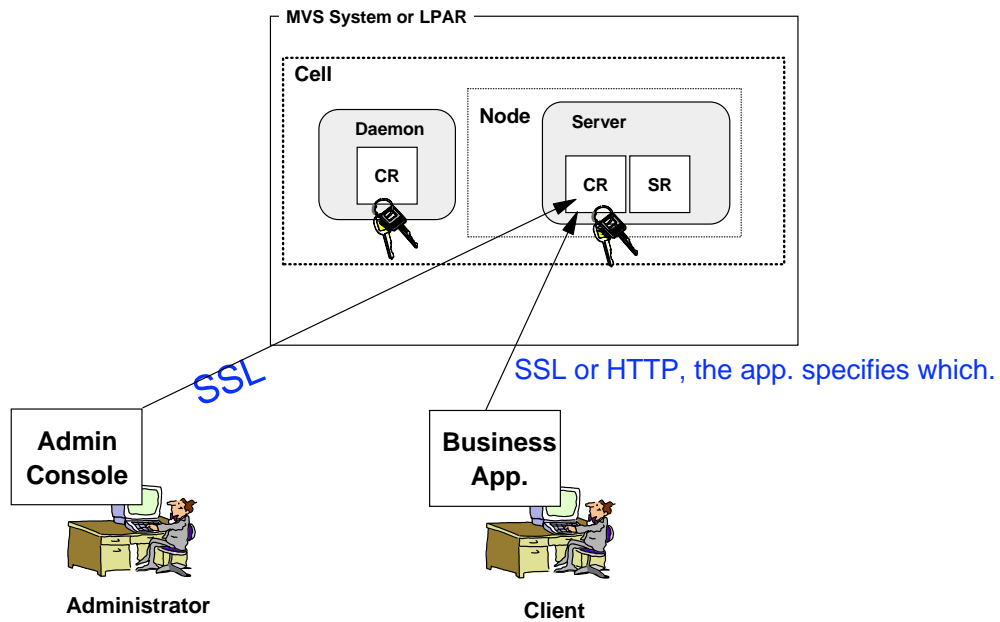 MVS System or LPAR
Cell
Node
Daemon
Server
CR
CR
SR
SSL
SSL or HTTP, the app. specifies which.
Admin
Console
Business
App.
Administrator
Client